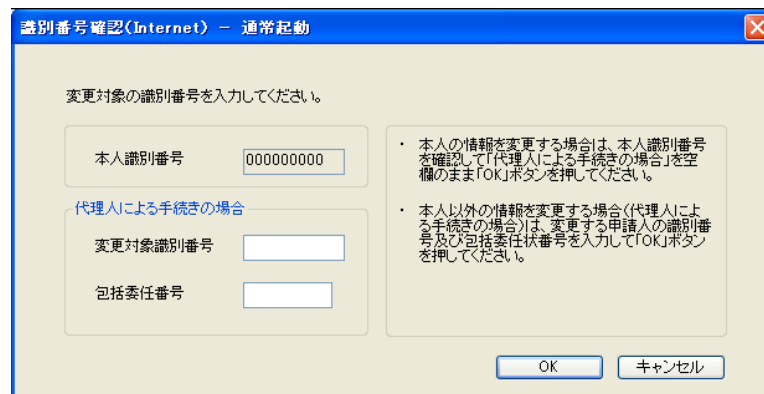 識別番号確認(Internet) － 通常起動
変更対象の識別番号を入力してください。
本人識別番号
000000000
代理人による手続きの場合
変更対象識別番号
包括委任番号
・ 本人の情報を変更する場合は、本人識別番号
を確認して「代理人による手続きの場合」を空
欄のまま「OK」ボタンを押してください。
・ 本人以外の情報を変更する場合(代理人によ
る手続きの場合)は、変更する申請人の識別番
号及び包括委任状番号を入力して「OK」ボタン
を押してください。
OK
キャンセル